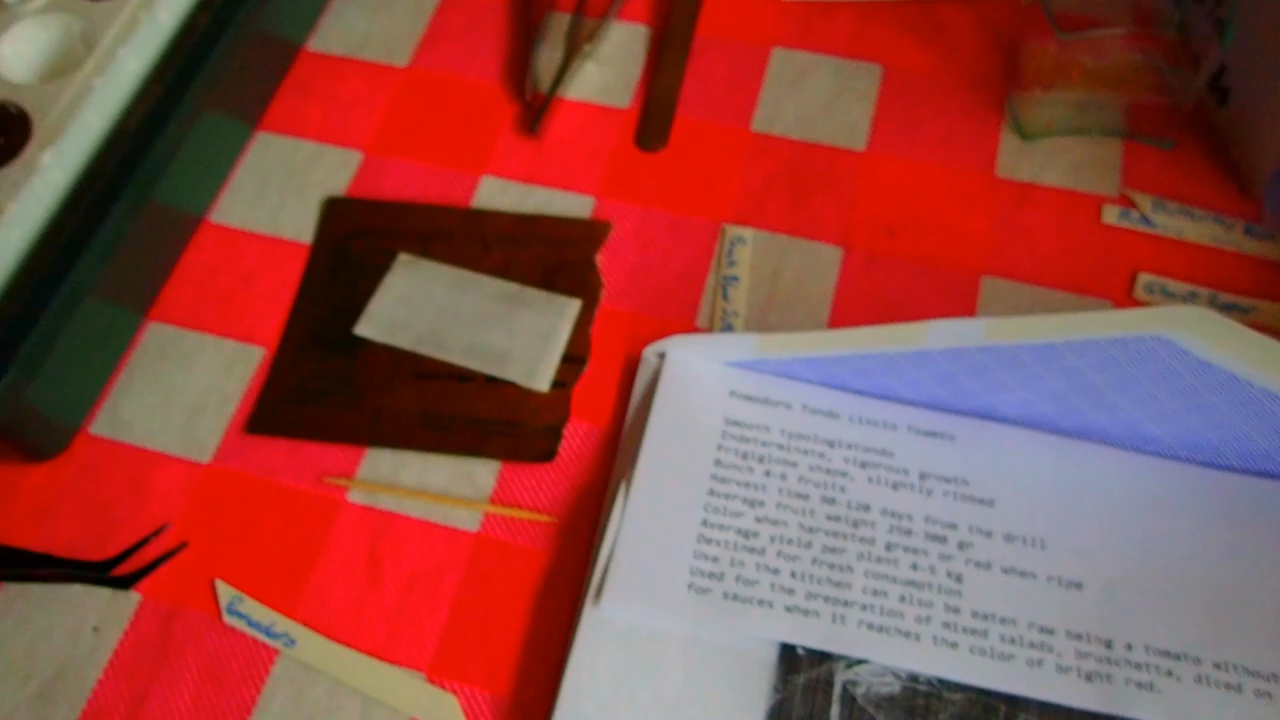 Pomodoro Tondo Liscio Toamto
Smooth typologiatondo
Indeterminate, vigorous growth
Frigiglobe shape, slightly ribbed
Bunch 4-6 fruits
Harvest time 90-120 days from the drill
Average fruit weight 250-300 gr
Color when harvested green or red when ripe
Average yield per plant 4-5 kg
Destined for fresh consumption
Use in the kitchen can also be eaten raw being a tomato without
Used for the preparation of mixed salads, bruschetta, diced on
for sauces when it reaches the color of bright red.
Pomodoro